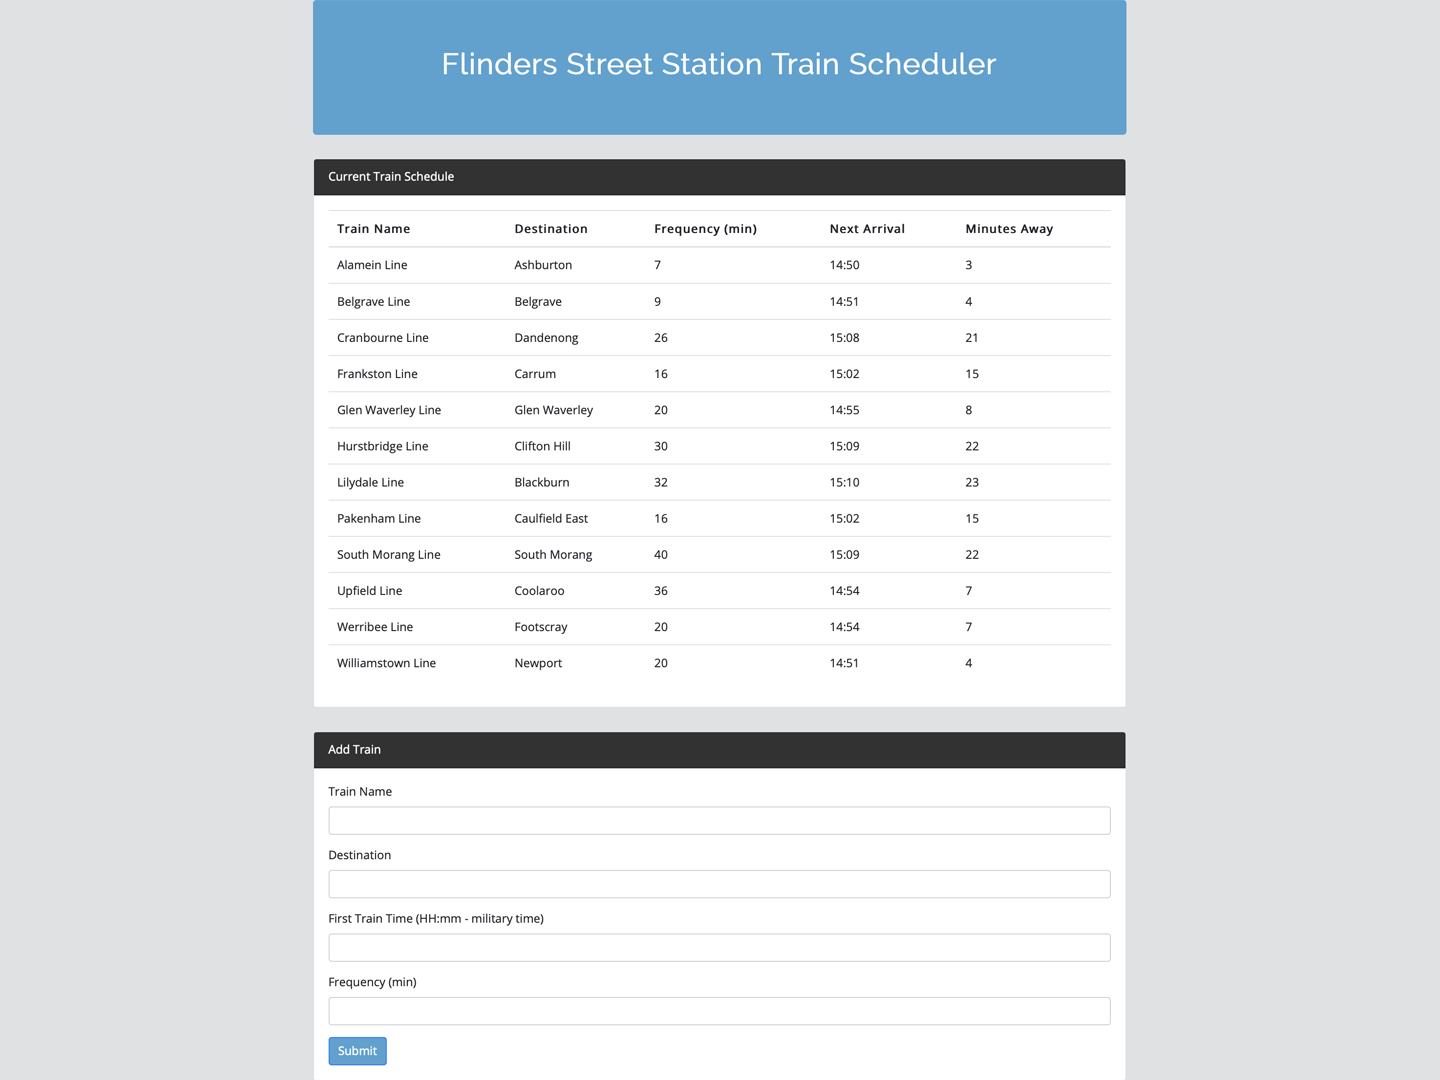 Flinders Street Station Train Scheduler
Current Train Schedule
Train Name Destination Frequency (min) Next Arrival Minutes Away
Alamein Line Ashburton 7 14:50 3
Belgrave Line Belgrave 9 14:51 4
Cranbourne Line Dandenong 26 15:08 21
Frankston Line Carrum 16 15:02 15
Glen Waverley Line Glen Waverley 20 14:55 8
Hurstbridge Line Clifton Hill 30 15:09 22
Lilydale Line Blackburn 32 15:10 23
Pakenham Line Caulfield East 16 15:02 15
South Morang Line South Morang 40 15:09 22
Upfield Line Coolaroo 36 14:54 7
Werribee Line Footscray 20 14:54 7
Williamstown Line Newport 20 14:51 4
Add Train
Train Name
Destination
First Train Time (HH:mm - military time)
Frequency (min)
Submit